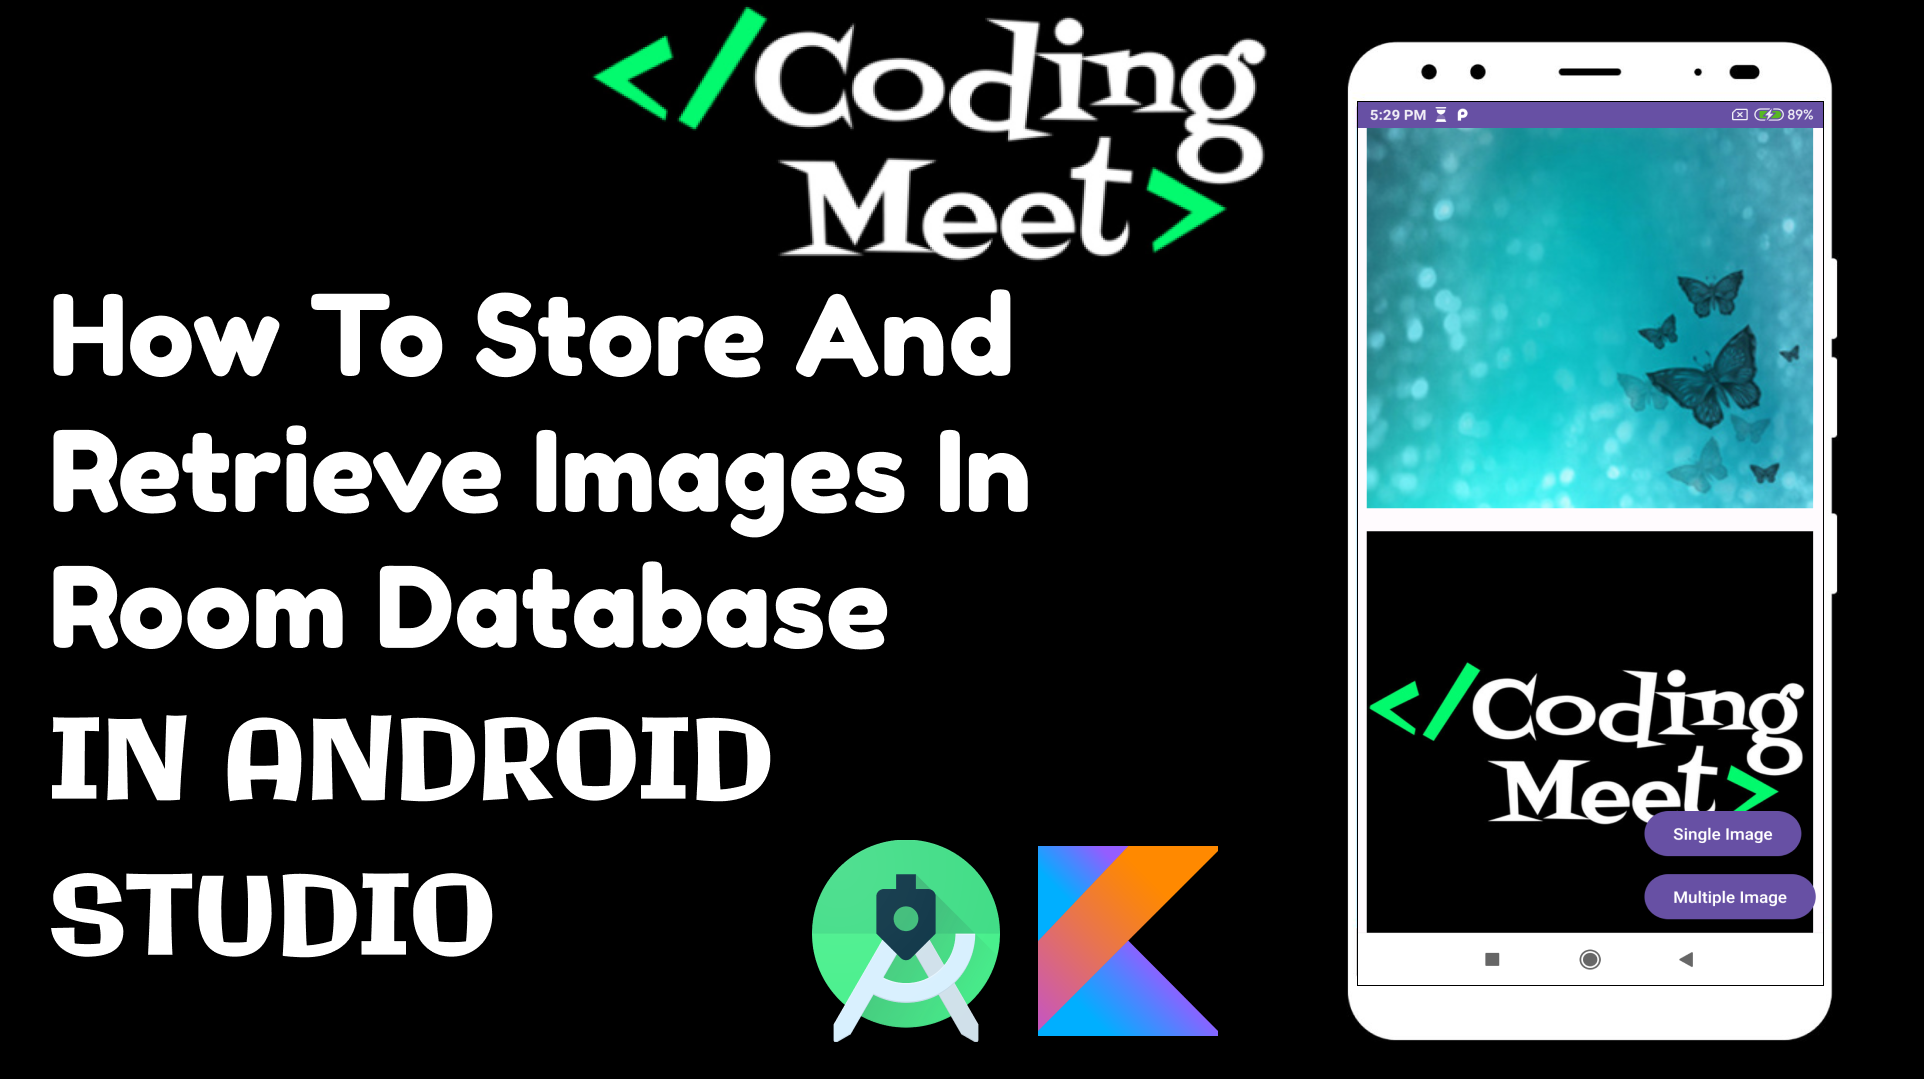 </Coding
Meet>
How To Store And
Retrieve Images In
Room Database
IN ANDROID
STUDIO
5:29 PM P 89%
</Coding
Meet>
Single Image
Multiple Image